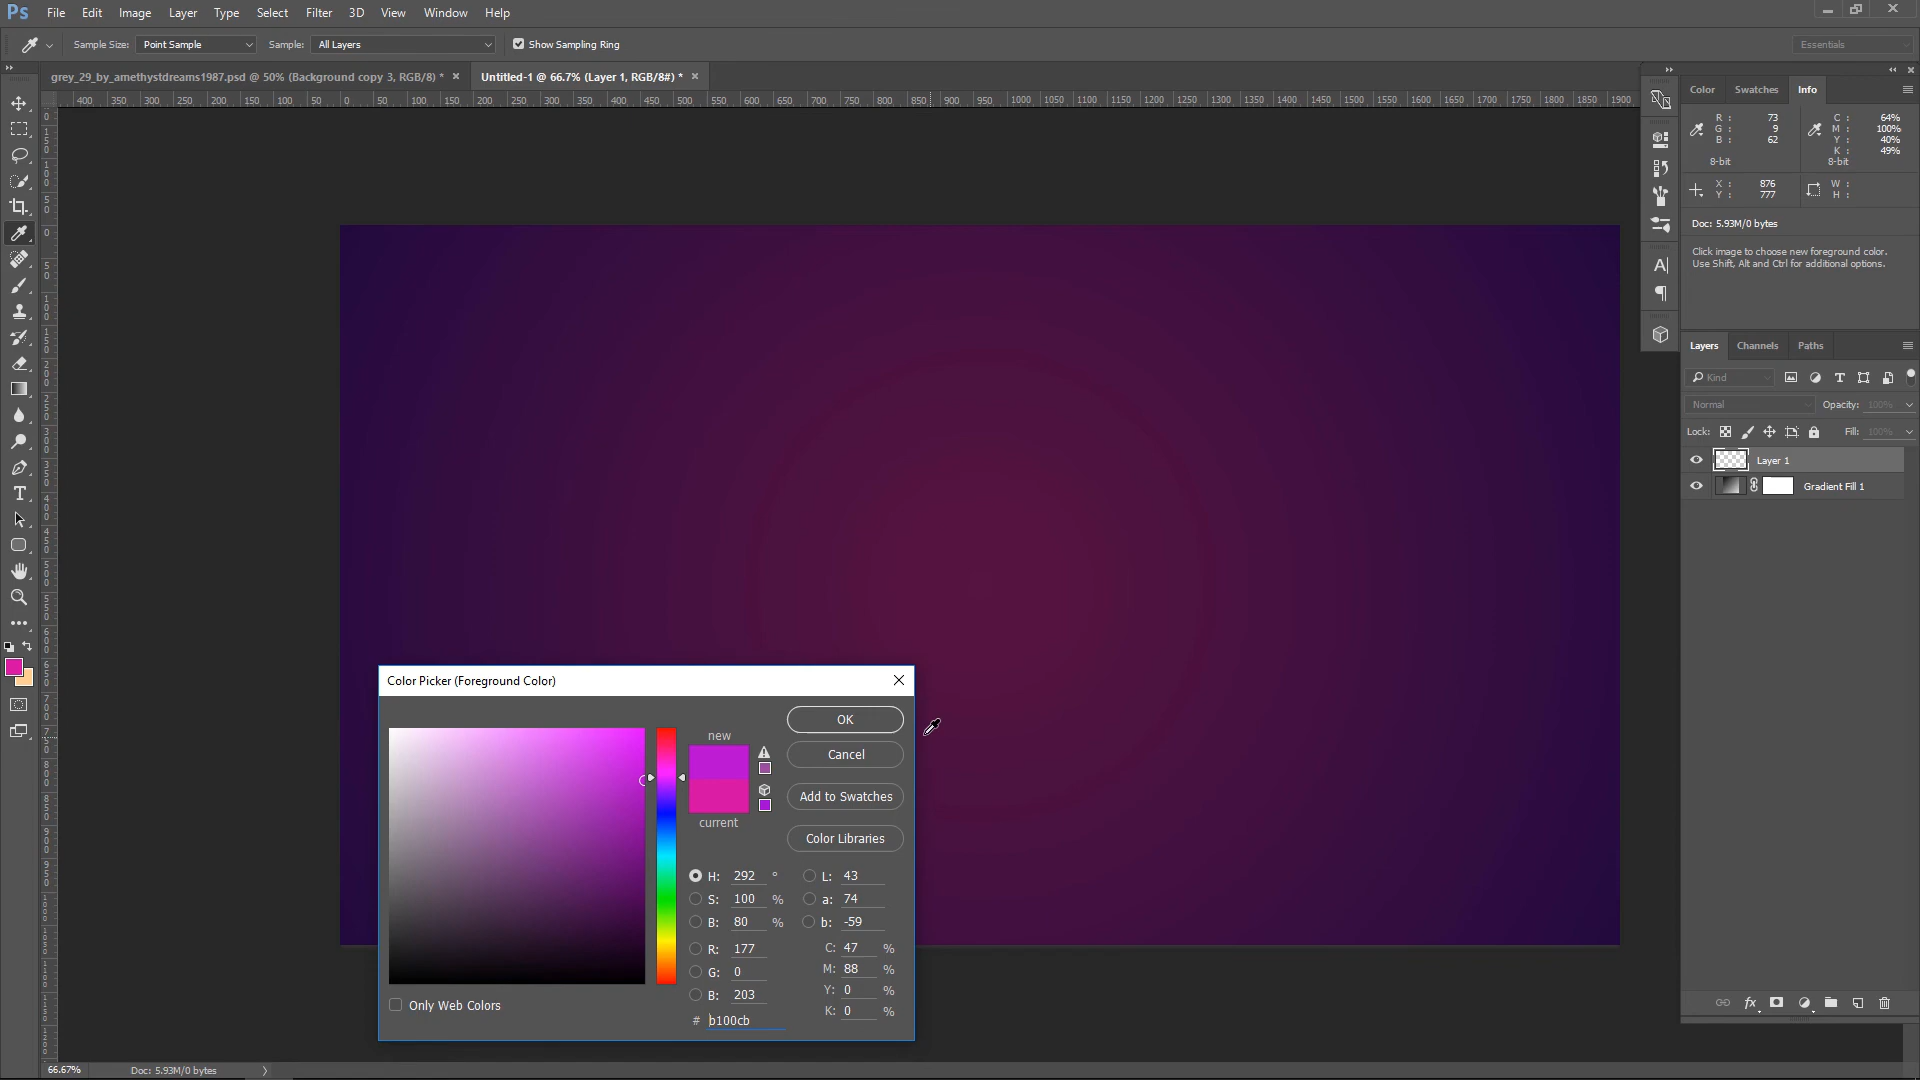 Ps File Edit Image Layer Type Select Filter 3D View Window Help
Sample Size: Point Sample Sample: All Layers Show Sampling Ring Essentials
grey_29_by_amethystdreams1987.psd @ 50% (Background copy 3, RGB/8) * × Untitled-1 @ 66.7% (Layer 1, RGB/8#) * ×
400 350 300 250 200 150 100 50 0 50 100 150 200 250 300 350 400 450 500 550 600 650 700 750 800 850 900 950 1000 1050 1100 1150 1200 1250 1300 1350 1400 1450 1500 1550 1600 1650 1700 1750 1800 1850 1900
Color Swatches Info
R : 73 C : 64%
G : 9 M : 100%
B : 62 Y : 40%
K : 49%
8-bit 8-bit
X : 876 W :
Y : 777 H :
Doc: 5.93M/0 bytes
Click image to choose new foreground color.
Use Shift, Alt and Ctrl for additional options.
Layers Channels Paths
Kind
Normal Opacity: 100%
Lock: Fill: 100%
Layer 1
Gradient Fill 1
Color Picker (Foreground Color)
OK
new
Cancel
Add to Swatches
current
Color Libraries
H: 292 ° L: 43
S: 100 % a: 74
B: 80 % b: -59
R: 177 C: 47 %
G: 0 M: 88 %
B: 203 Y: 0 %
Only Web Colors K: 0 %
# b100cb
66.67% Doc: 5.93M/0 bytes